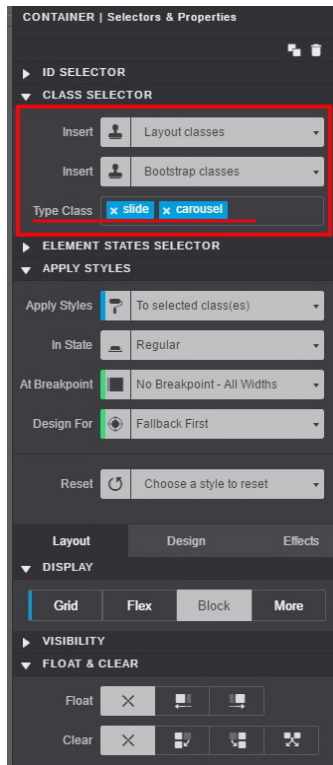 CONTAINER | Selectors & Properties
ID SELECTOR
CLASS SELECTOR
Insert Layout classes
Insert Bootstrap classes
Type Class x slide x carousel
ELEMENT STATES SELECTOR
APPLY STYLES
Apply Styles To selected class(es)
In State Regular
At Breakpoint No Breakpoint - All Widths
Design For Fallback First
Reset Choose a style to reset
Layout Design Effects
DISPLAY
Grid Flex Block More
VISIBILITY
FLOAT & CLEAR
Float
Clear